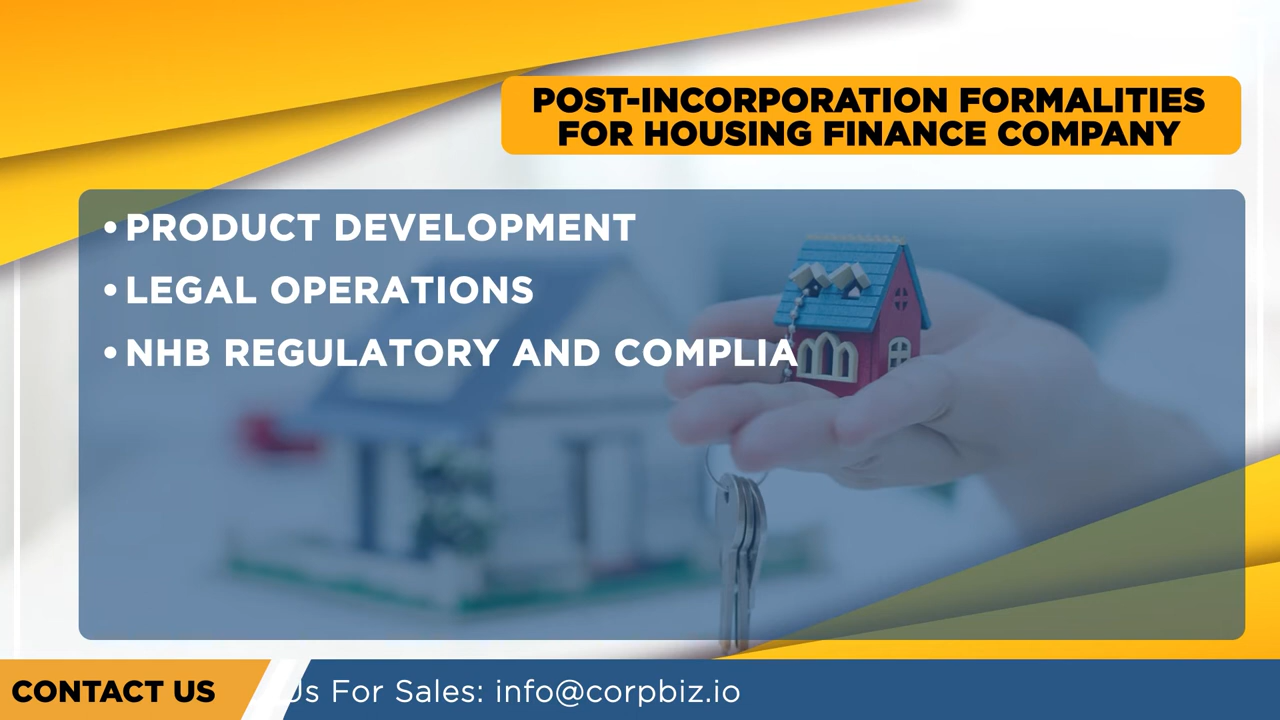 POST-INCORPORATION FORMALITIES
FOR HOUSING FINANCE COMPANY
• PRODUCT DEVELOPMENT
• LEGAL OPERATIONS
• NHB REGULATORY AND COMPLIA
CONTACT US
Us For Sales: info@corpbiz.io